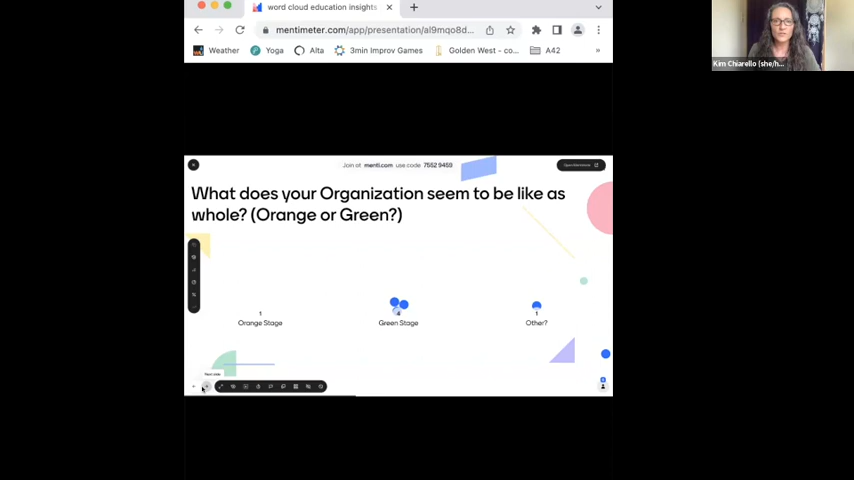 word cloud education insights
mentimeter.com/app/presentation/al9mqo8d...
Weather
Yoga
Alta
3min Improv Games
Golden West - co...
A42
»
Kim Chiarello (she/h...
Join at menti.com use code 7552 9459
What does your Organization seem to be like as
whole? (Orange or Green?)
1
4
1
Orange Stage
Green Stage
Other?